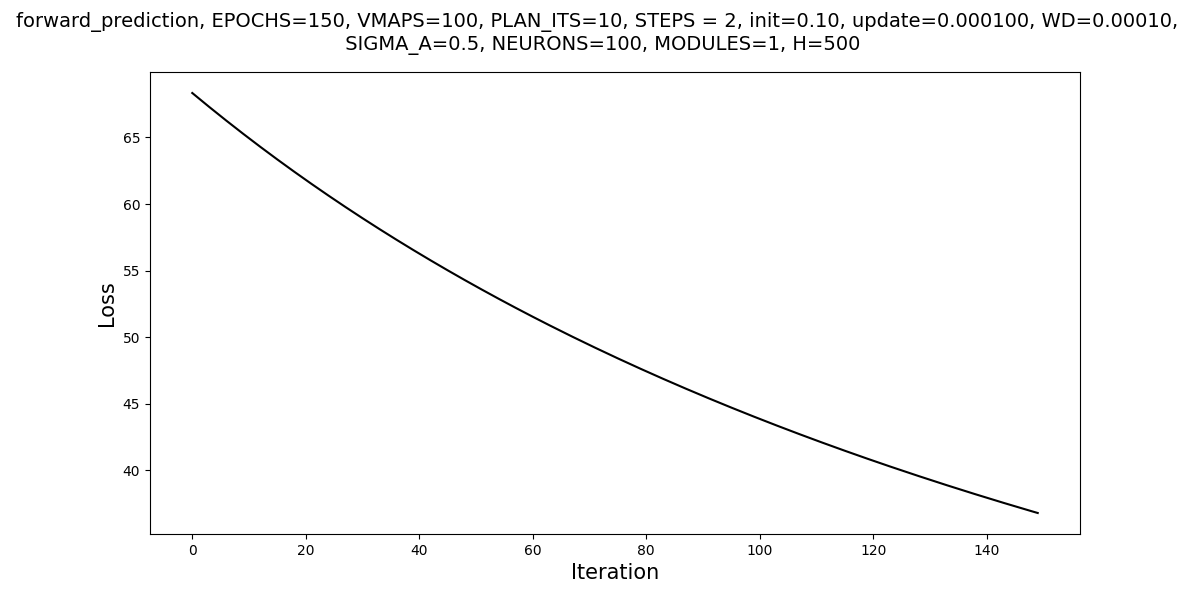 forward_prediction, EPOCHS=150, VMAPS=100, PLAN_ITS=10, STEPS = 2, init=0.10, update=0.000100, WD=0.00010,
SIGMA_A=0.5, NEURONS=100, MODULES=1, H=500
65
60
55
50
45
40
Loss
0 20 40 60 80 100 120 140
Iteration